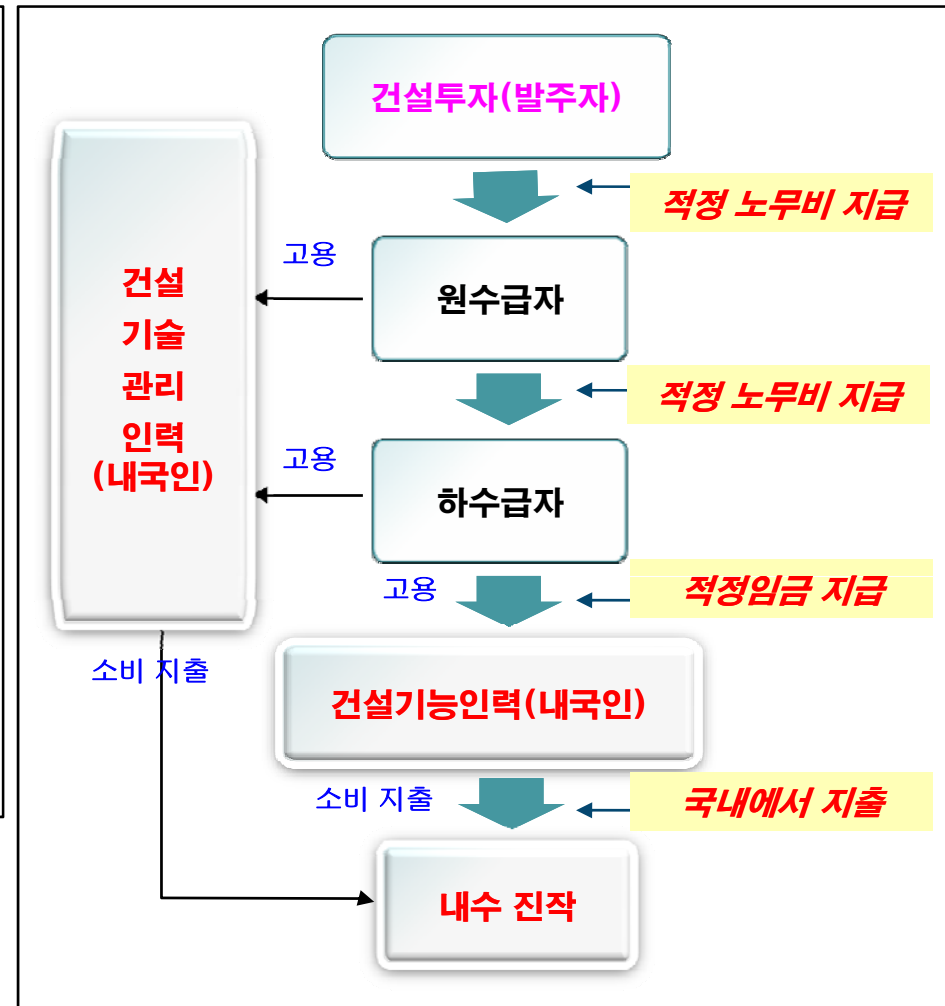 건설투자(발주자)
적정 노무비 지급
고용
원수급자
건설
기술
관리
인력
(내국인)
적정 노무비 지급
고용
하수급자
고용
적정임금 지급
소비 지출
건설기능인력(내국인)
소비 지출
국내에서 지출
내수 진작